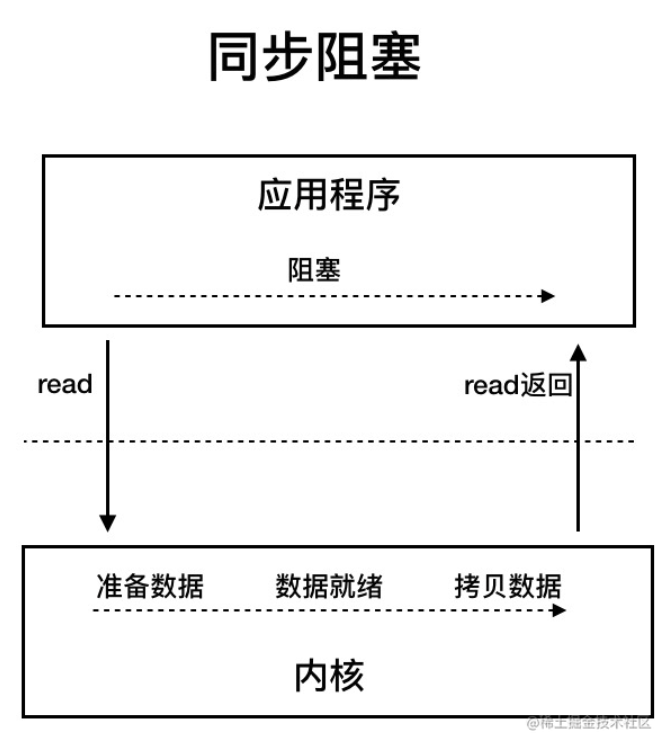 同步阻塞
应用程序
阻塞
read
read返回
准备数据 数据就绪 拷贝数据
内核
@稀土掘金技术社区